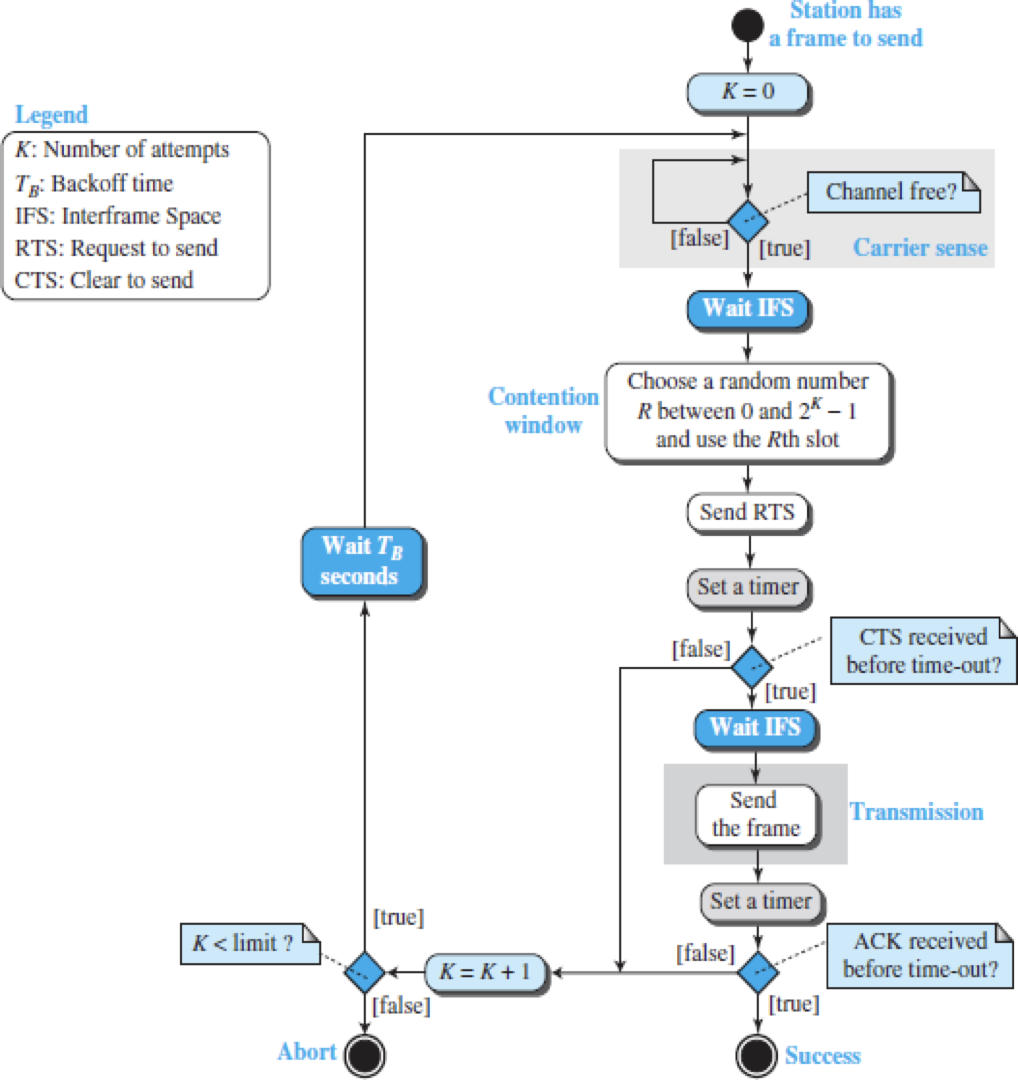 Station has
a frame to send
K = 0
Legend
K: Number of attempts
T_B: Backoff time
IFS: Interframe Space
RTS: Request to send
CTS: Clear to send
Channel free?
[false]
[true]
Carrier sense
Wait IFS
Contention
window
Choose a random number
R between 0 and 2^K – 1
and use the Rth slot
Send RTS
Wait T_B
seconds
Set a timer
CTS received
before time-out?
[false]
[true]
Wait IFS
Send
the frame
Transmission
Set a timer
ACK received
before time-out?
[false]
[true]
K = K + 1
K < limit ?
[true]
[false]
Abort
Success